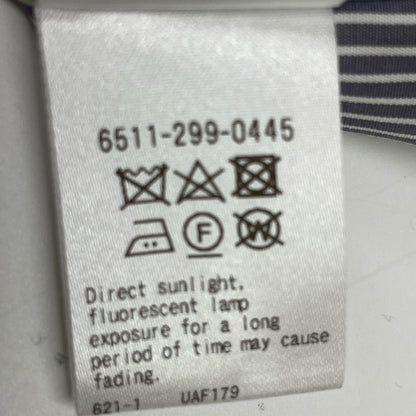 6511-299-0445
F W
Direct sunlight,
fluorescent lamp
exposure for a long
period of time may cause
fading.
621-1 UAF179